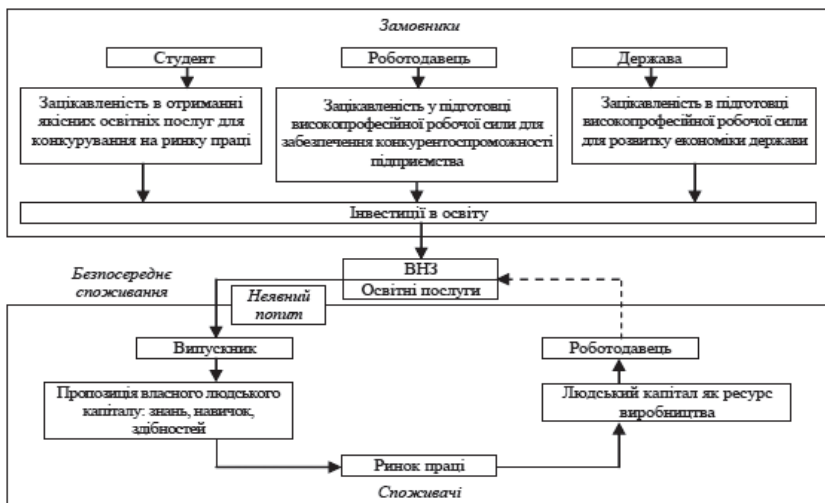 Замовники
Студент
Роботодавець
Держава
Зацікавленість в отриманні
якісних освітніх послуг для
конкурування на ринку праці
Зацікавленість у підготовці
високопрофесійної робочої сили для
забезпечення конкурентоспроможності
підприємства
Зацікавленість в підготовці
високопрофесійної робочої сили
для розвитку економіки держави
Інвестиції в освіту
ВНЗ
Освітні послуги
Безпосереднє
споживання
Неявний
попит
Випускник
Роботодавець
Пропозиція власного людського
капіталу: знань, навичок,
здібностей
Людський капітал як ресурс
виробництва
Ринок праці
Споживачі